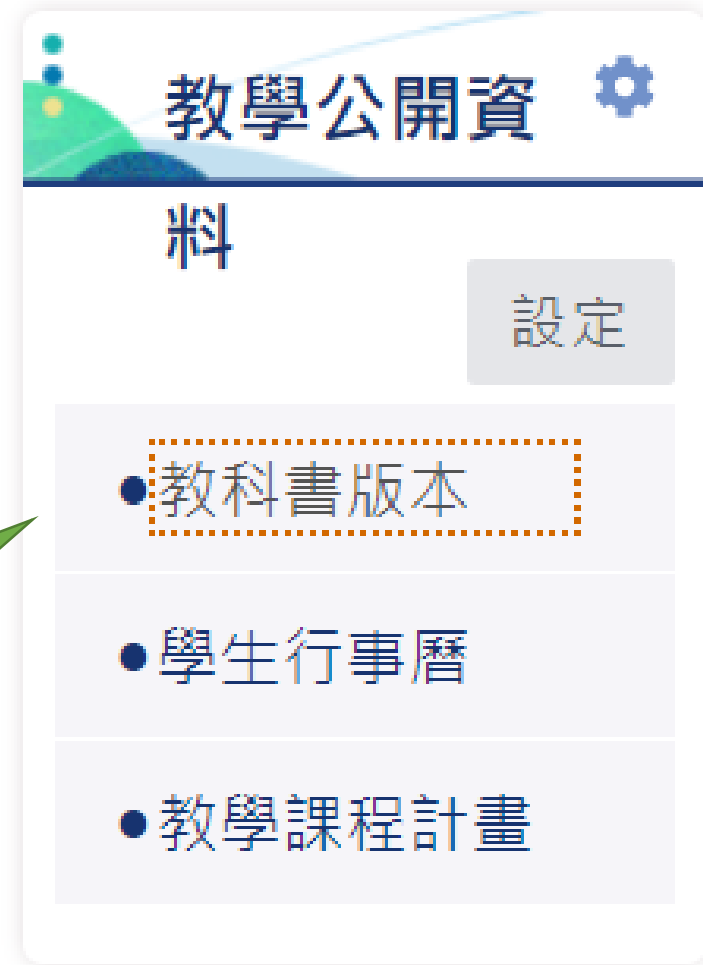 教學公開資
料
設定
●教科書版本
●學生行事曆
●教學課程計畫